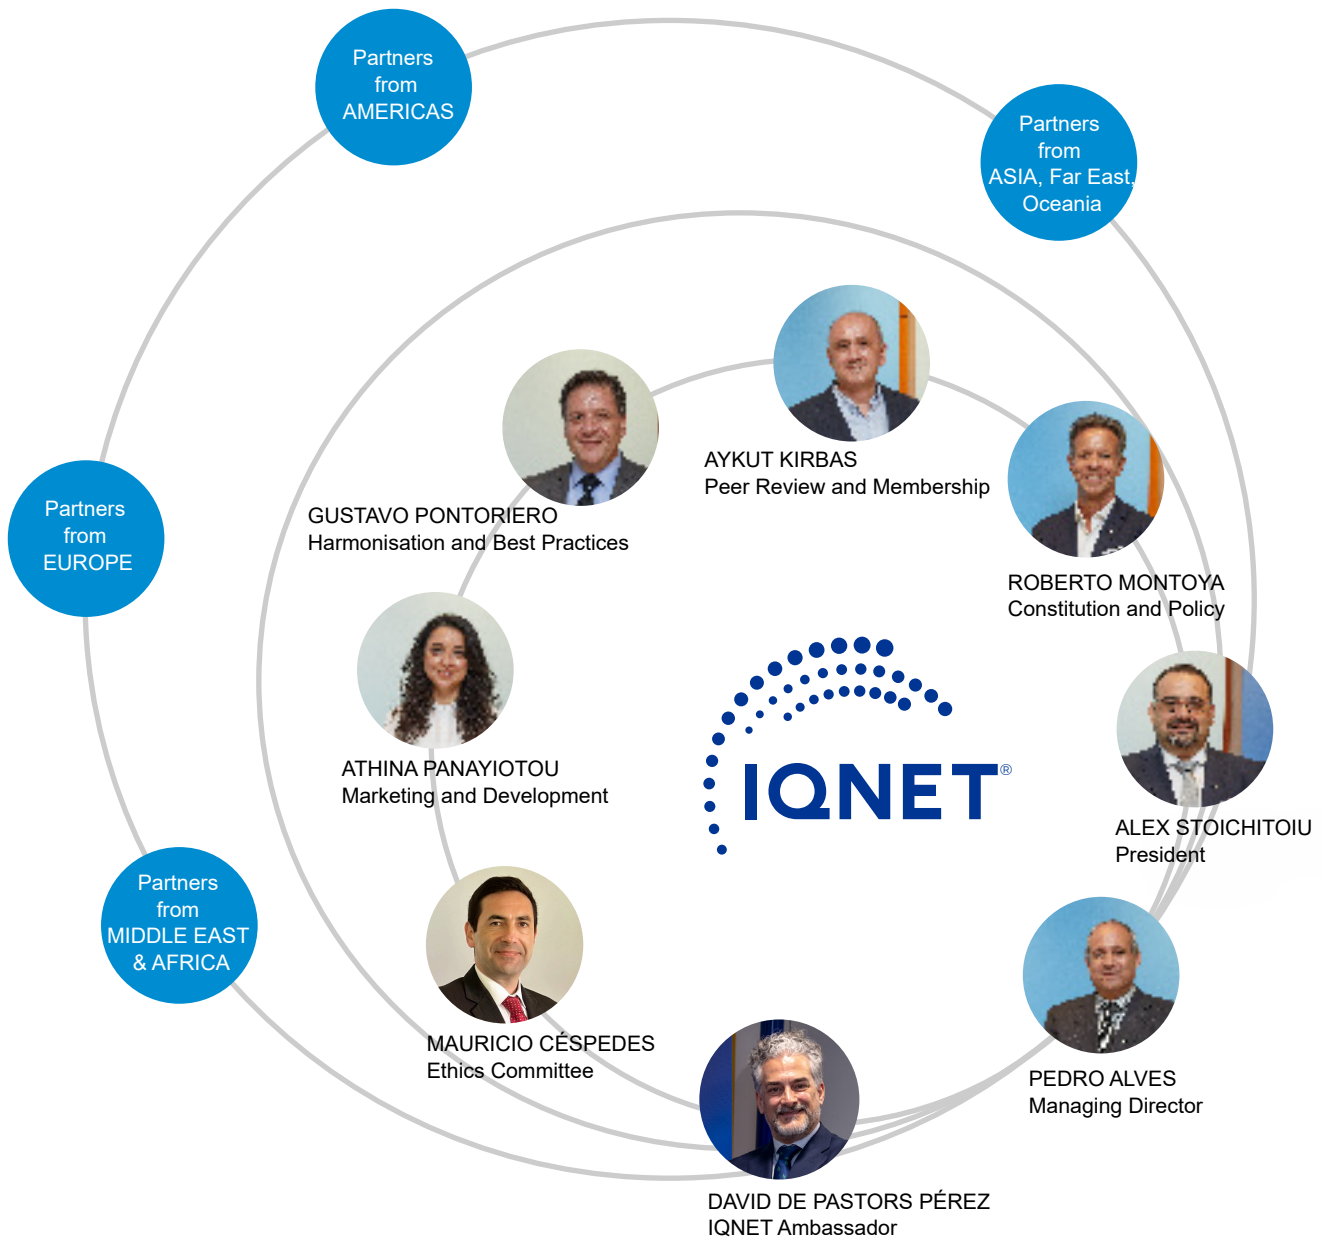 Partners
from
AMERICAS
Partners
from
ASIA, Far East,
Oceania
AYKUT KIRBAS
Peer Review and Membership
GUSTAVO PONTORIERO
Harmonisation and Best Practices
Partners
from
EUROPE
ROBERTO MONTOYA
Constitution and Policy
ATHINA PANAYIOTOU
Marketing and Development
IQNET®
ALEX STOICHITOIU
President
Partners
from
MIDDLE EAST
& AFRICA
MAURICIO CÉSPEDES
Ethics Committee
PEDRO ALVES
Managing Director
DAVID DE PASTORS PÉREZ
IQNET Ambassador